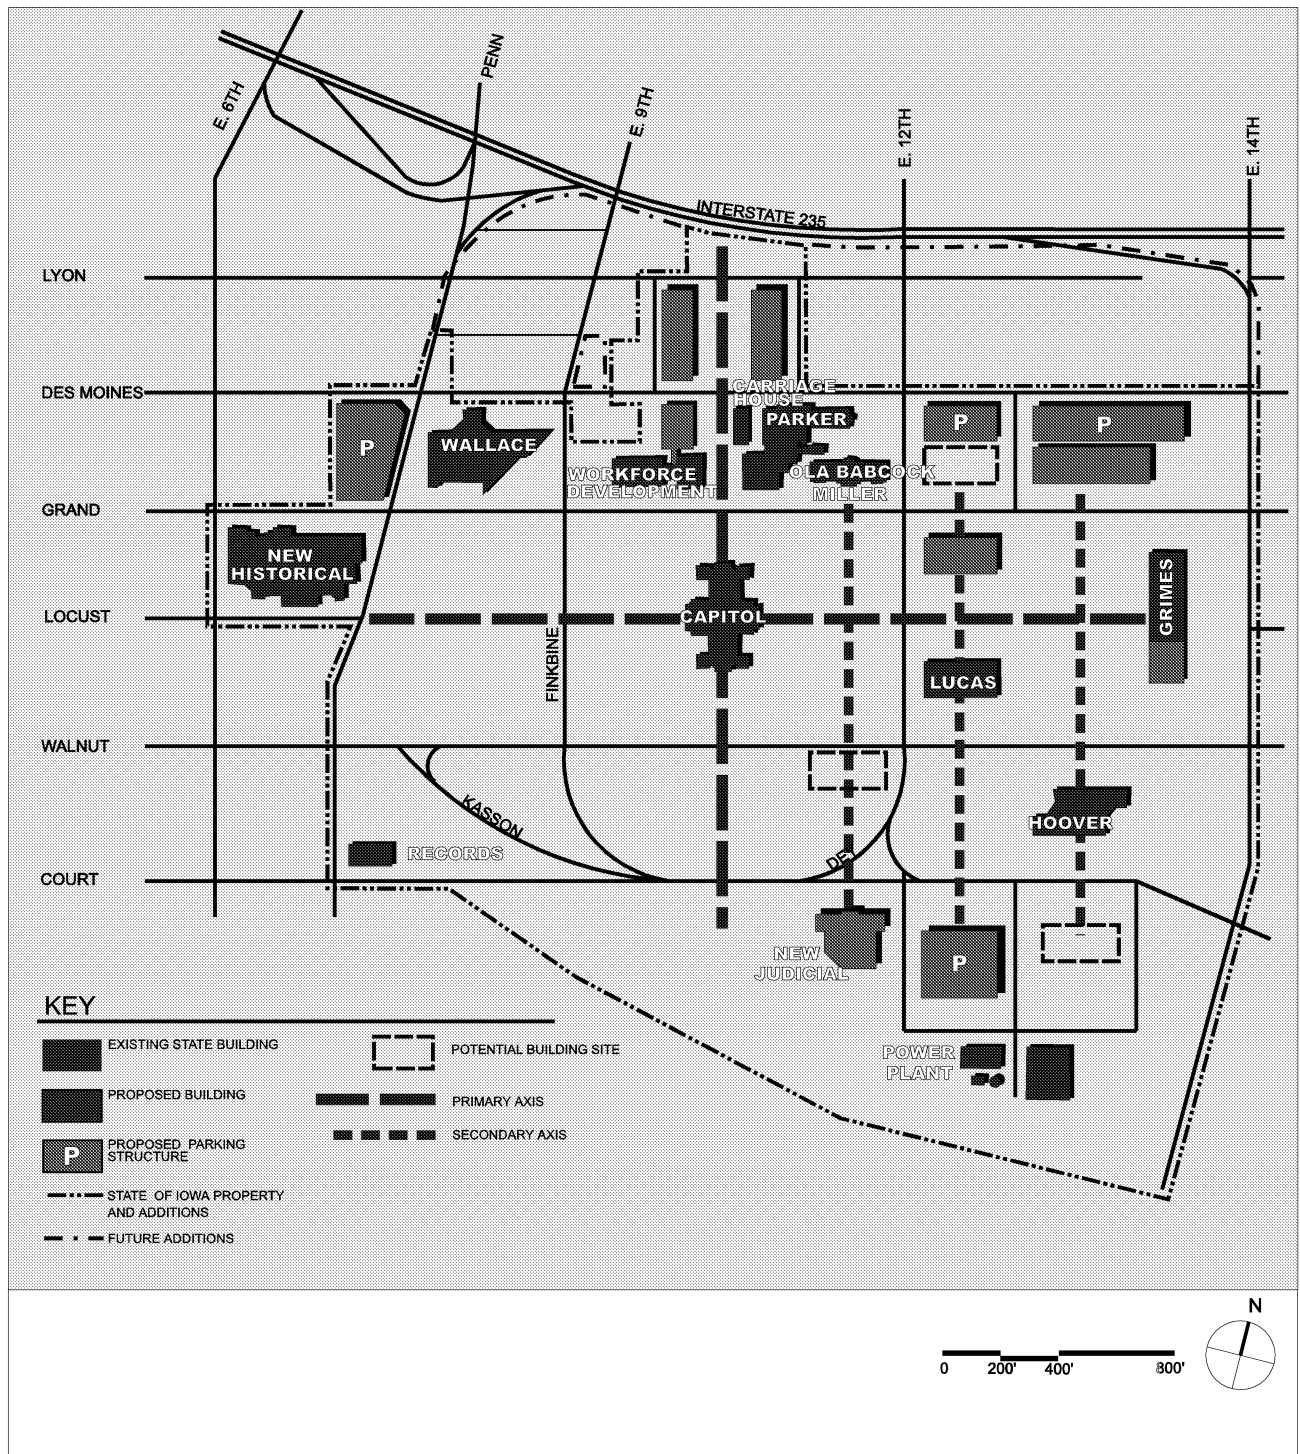 E. 6TH
PENN
E. 9TH
E. 12TH
E. 14TH
INTERSTATE 235
LYON
DES MOINES
CARRIAGE
HOUSE
PARKER
P
P
P
WALLACE
WORKFORCE
DEVELOPMENT
OLA BABCOCK
MILLER
GRAND
NEW
HISTORICAL
GRIMES
LOCUST
CAPITOL
FINKBINE
LUCAS
WALNUT
KASSON
HOOVER
RECORDS
DEY
COURT
NEW
JUDICIAL
P
KEY
EXISTING STATE BUILDING
POTENTIAL BUILDING SITE
POWER
PLANT
PROPOSED BUILDING
PRIMARY AXIS
P
PROPOSED PARKING
STRUCTURE
SECONDARY AXIS
STATE OF IOWA PROPERTY
AND ADDITIONS
FUTURE ADDITIONS
N
0 200' 400' 800'